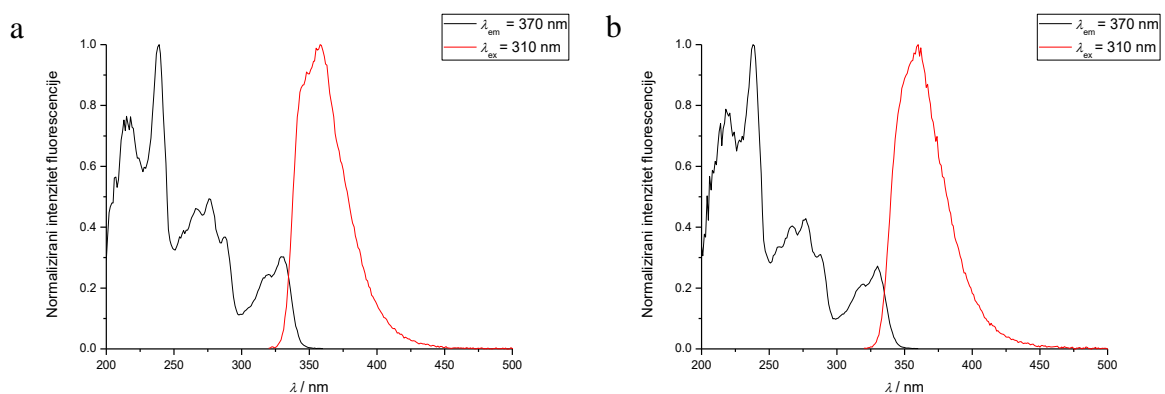 a
λem = 370 nm
λex = 310 nm
Normalizirani intenzitet fluorescencije
1.0
0.8
0.6
0.4
0.2
0.0
200 250 300 350 400 450 500
λ / nm
b
λem = 370 nm
λex = 310 nm
Normalizirani intenzitet fluorescencije
1.0
0.8
0.6
0.4
0.2
0.0
200 250 300 350 400 450 500
λ / nm